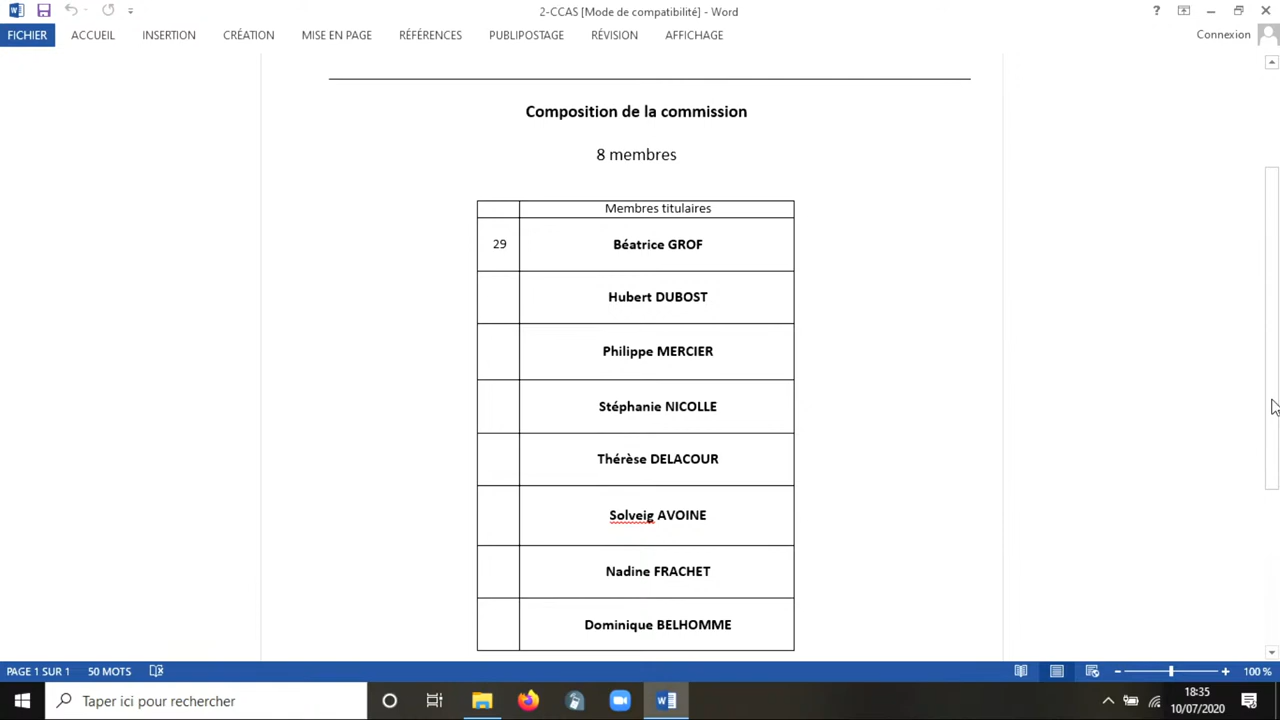 2-CCAS [Mode de compatibilité] - Word
?
FICHIER ACCUEIL INSERTION CRÉATION MISE EN PAGE RÉFÉRENCES PUBLIPOSTAGE RÉVISION AFFICHAGE Connexion
Composition de la commission
8 membres
Membres titulaires
29 Béatrice GROF
Hubert DUBOST
Philippe MERCIER
Stéphanie NICOLLE
Thérèse DELACOUR
Solveig AVOINE
Nadine FRACHET
Dominique BELHOMME
PAGE 1 SUR 1 50 MOTS 100 %
Taper ici pour rechercher
18:35
10/07/2020